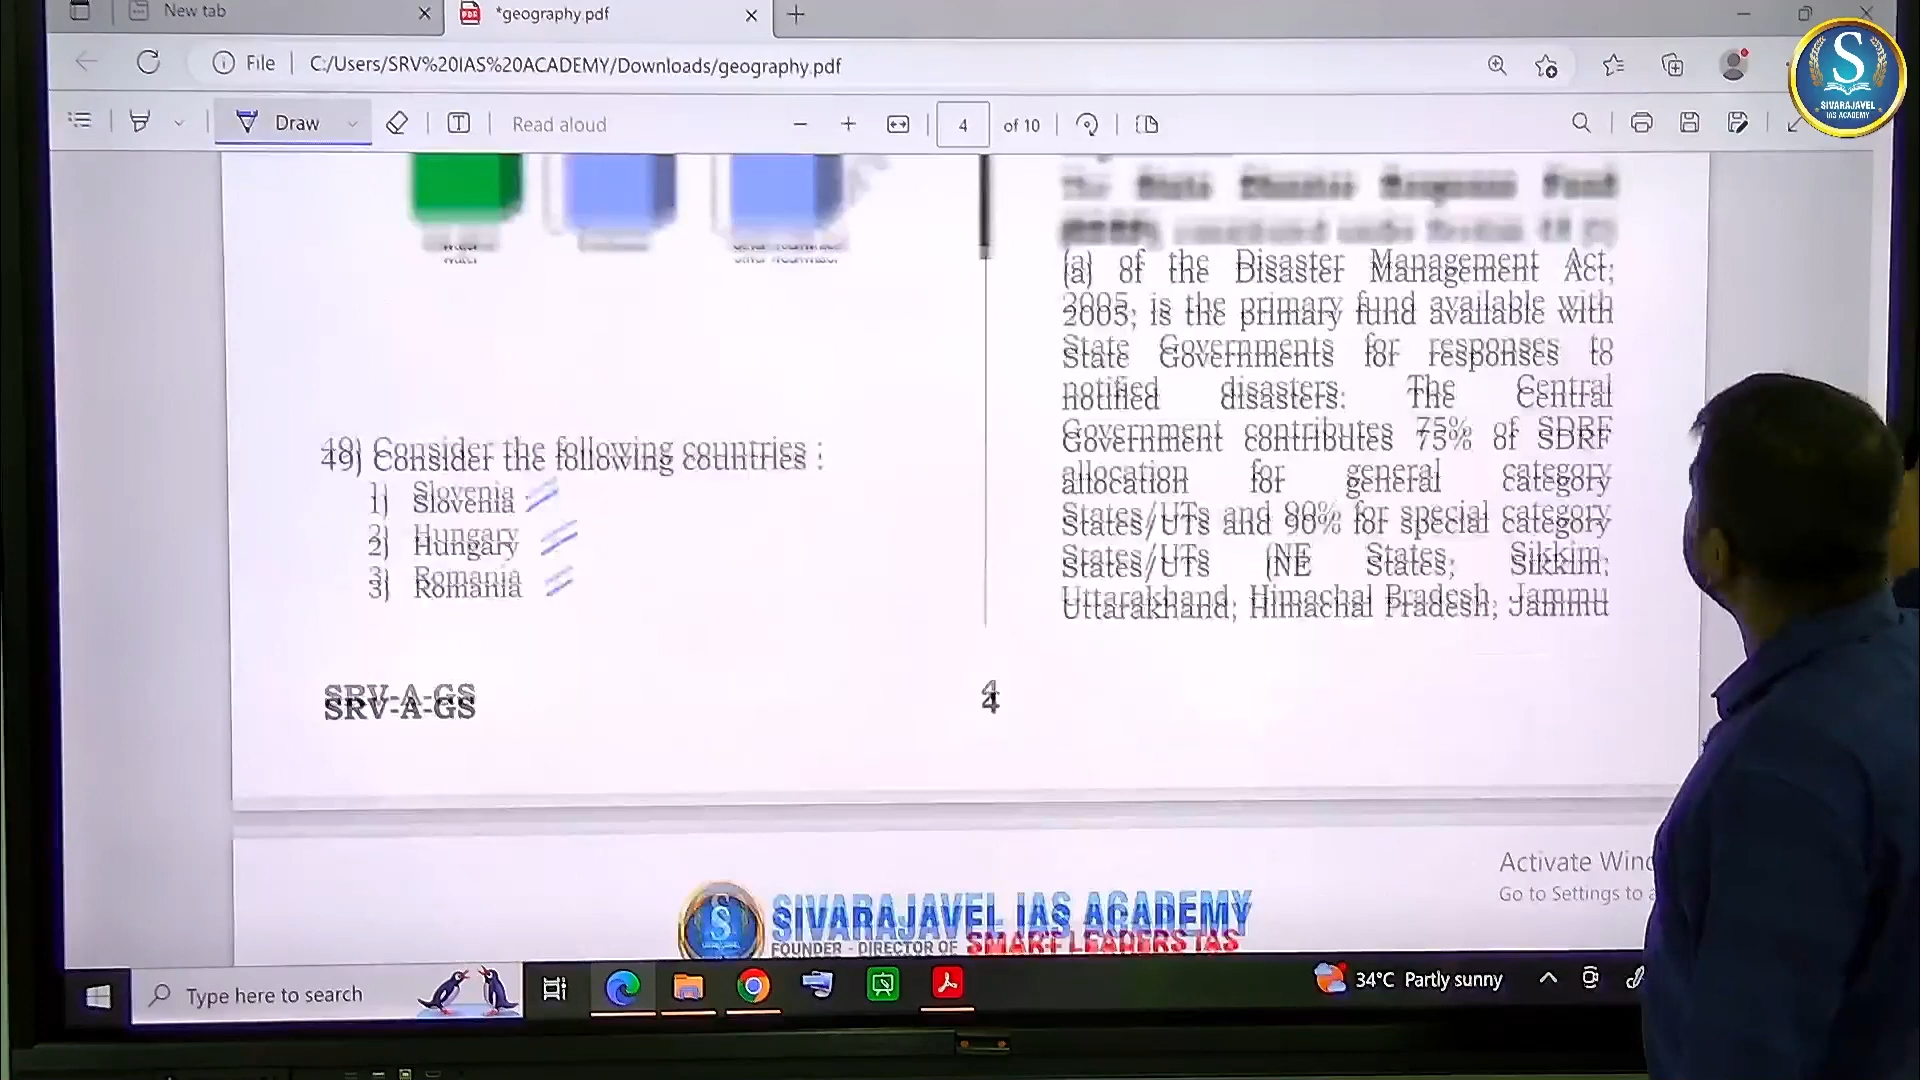 New tab
*geography.pdf
File
C:/Users/SRV%20IAS%20ACADEMY/Downloads/geography.pdf
Draw
Read aloud
4
of 10
S
SIVARAJAVEL
IAS ACADEMY
Water
49) Consider the following countries :
1) Slovenia
2) Hungary
3) Romania
The State Disaster Response Fund
(SDRF), constituted under Section 48 (1)
(a) of the Disaster Management Act,
2005, is the primary fund available with
State Governments for responses to
notified disasters. The Central
Government contributes 75% of SDRF
allocation for general category
States/UTs and 90% for special category
States/UTs (NE States, Sikkim,
Uttarakhand, Himachal Pradesh, Jammu
SRV-A-GS
4
S
SIVARAJAVEL IAS ACADEMY
FOUNDER - DIRECTOR OF SMART LEADERS IAS
Activate Wind
Go to Settings to a
Type here to search
34°C Partly sunny